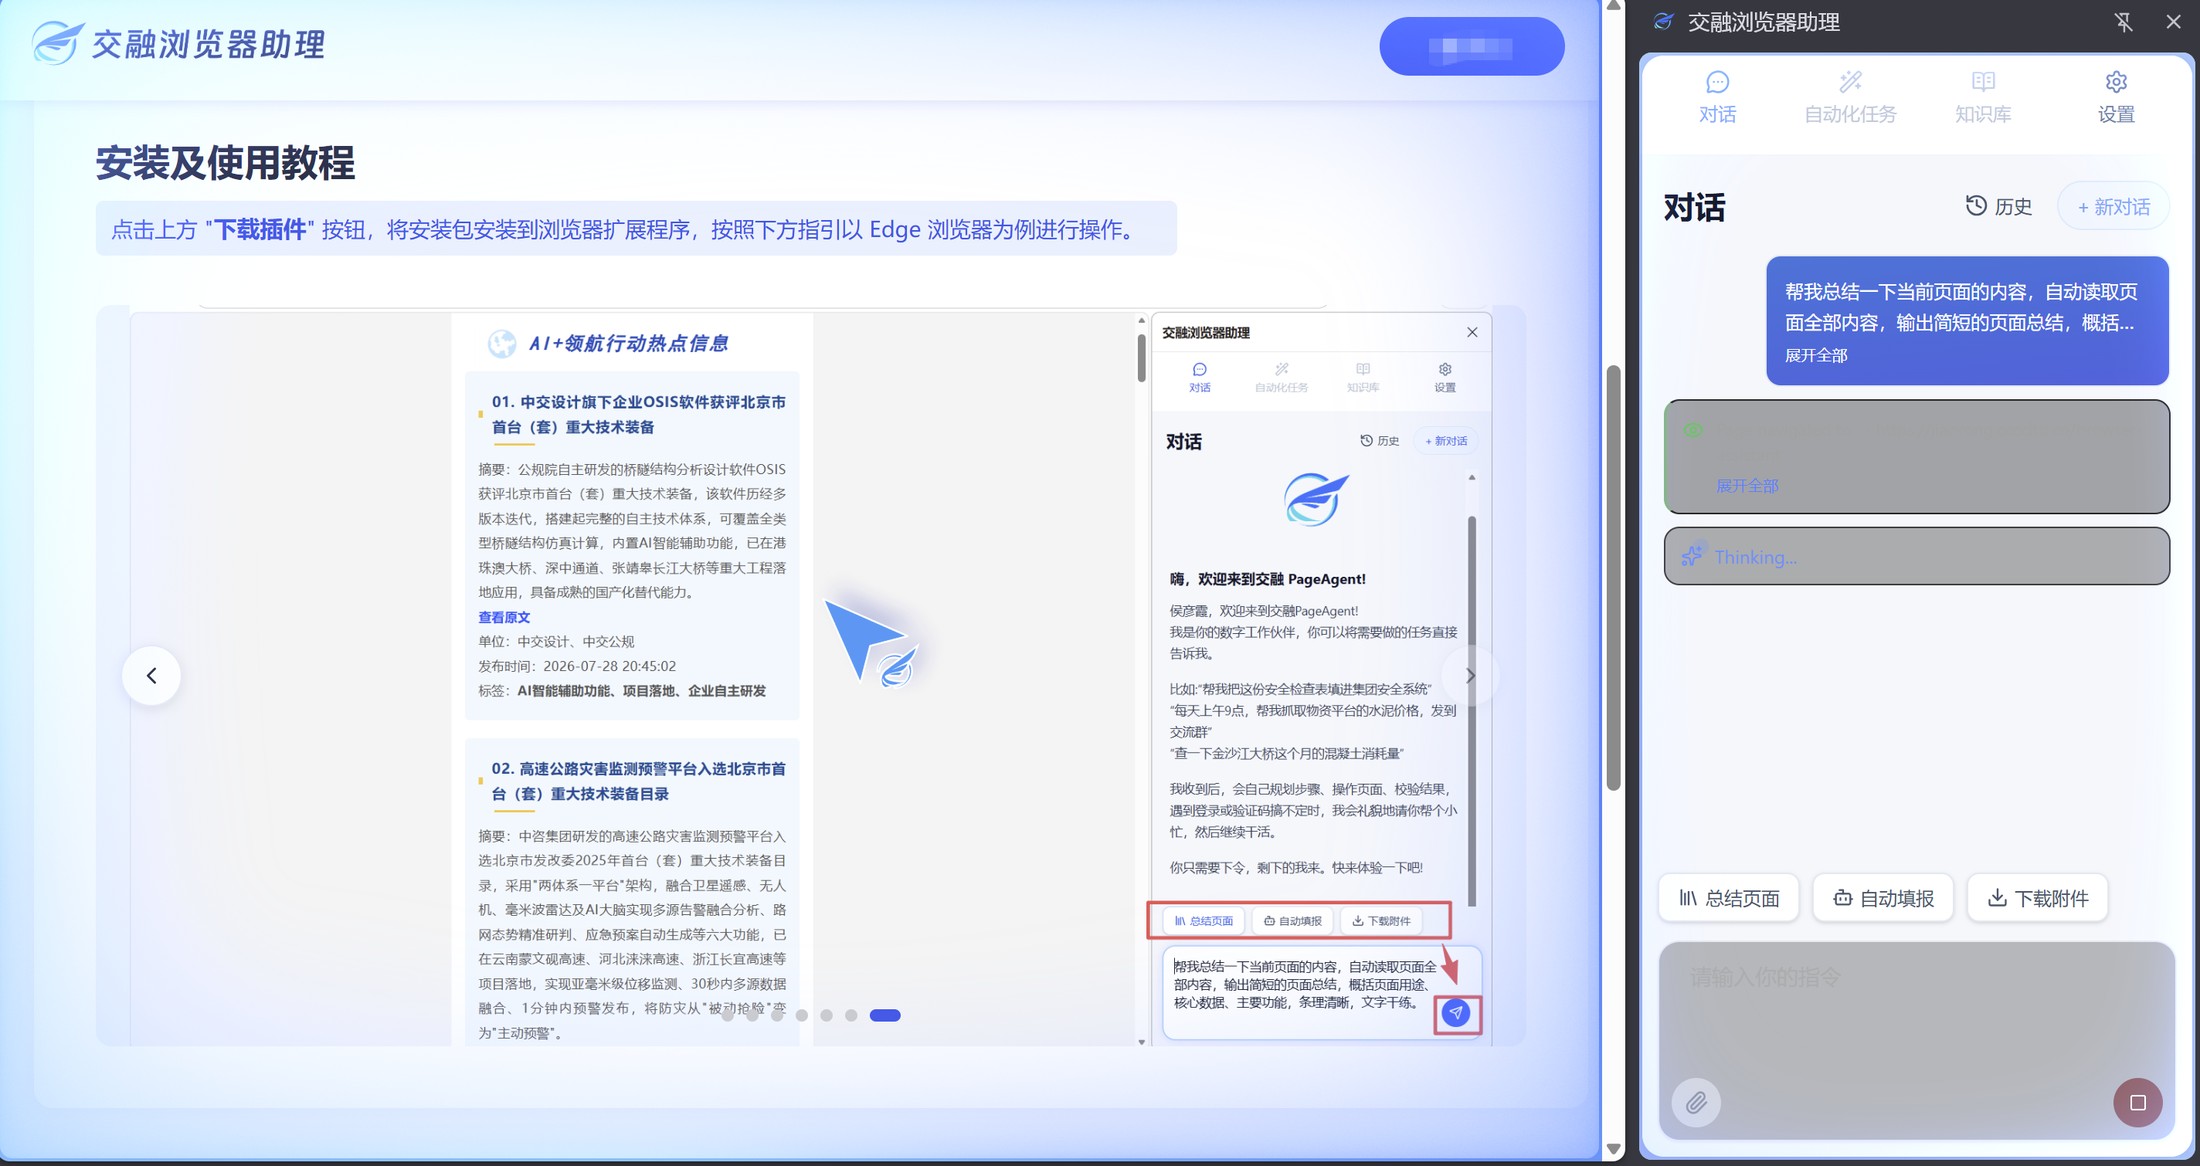 交融浏览器助理
安装及使用教程
点击上方 "下载插件" 按钮，将安装包安装到浏览器扩展程序，按照下方指引以 Edge 浏览器为例进行操作。
AI+领航行动热点信息
01. 中交设计旗下企业OSIS软件获评北京市
首台（套）重大技术装备
摘要：公规院自主研发的桥隧结构分析设计软件OSIS
获评北京市首台（套）重大技术装备，该软件历经多
版本迭代，搭建起完整的自主技术体系，可覆盖全类
型桥隧结构仿真计算，内置AI智能辅助功能，已在港
珠澳大桥、深中通道、张靖皋长江大桥等重大工程落
地应用，具备成熟的国产化替代能力。
查看原文
单位：中交设计、中交公规
发布时间：2026-07-28 20:45:02
标签：AI智能辅助功能、项目落地、企业自主研发
02. 高速公路灾害监测预警平台入选北京市首
台（套）重大技术装备目录
摘要：中咨集团研发的高速公路灾害监测预警平台入
选北京市发改委2025年首台（套）重大技术装备目
录，采用"两体系一平台"架构，融合卫星遥感、无人
机、毫米波雷达及AI大脑实现多源告警融合分析、路
网态势精准研判、应急预案自动生成等六大功能，已
在云南蒙文砚高速、河北涞涞高速、浙江长宜高速等
项目落地，实现亚毫米级位移监测、30秒内多源数据
融合、1分钟内预警发布，将防灾从"被动抢险"变
为"主动预警"。
交融浏览器助理
对话
自动化任务
知识库
设置
对话
历史
+ 新对话
嗨，欢迎来到交融 PageAgent!
侯彦霞，欢迎来到交融PageAgent!
我是你的数字工作伙伴，你可以将需要做的任务直接
告诉我。
比如:"帮我把这份安全检查表填进集团安全系统"
"每天上午9点，帮我抓取物资平台的水泥价格，发到
交流群"
"查一下金沙江大桥这个月的混凝土消耗量"
我收到后，会自己规划步骤、操作页面、校验结果，
遇到登录或验证码搞不定时，我会礼貌地请你帮个小
忙，然后继续干活。
你只需要下令，剩下的我来。快来体验一下吧!
总结页面
自动填报
下载附件
帮我总结一下当前页面的内容，自动读取页面全
部内容，输出简短的页面总结，概括页面用途、
核心数据、主要功能，条理清晰，文字干练。
交融浏览器助理
对话
自动化任务
知识库
设置
对话
历史
+ 新对话
帮我总结一下当前页面的内容，自动读取页
面全部内容，输出简短的页面总结，概括...
展开全部
展开全部
Thinking...
总结页面
自动填报
下载附件
请输入你的指令